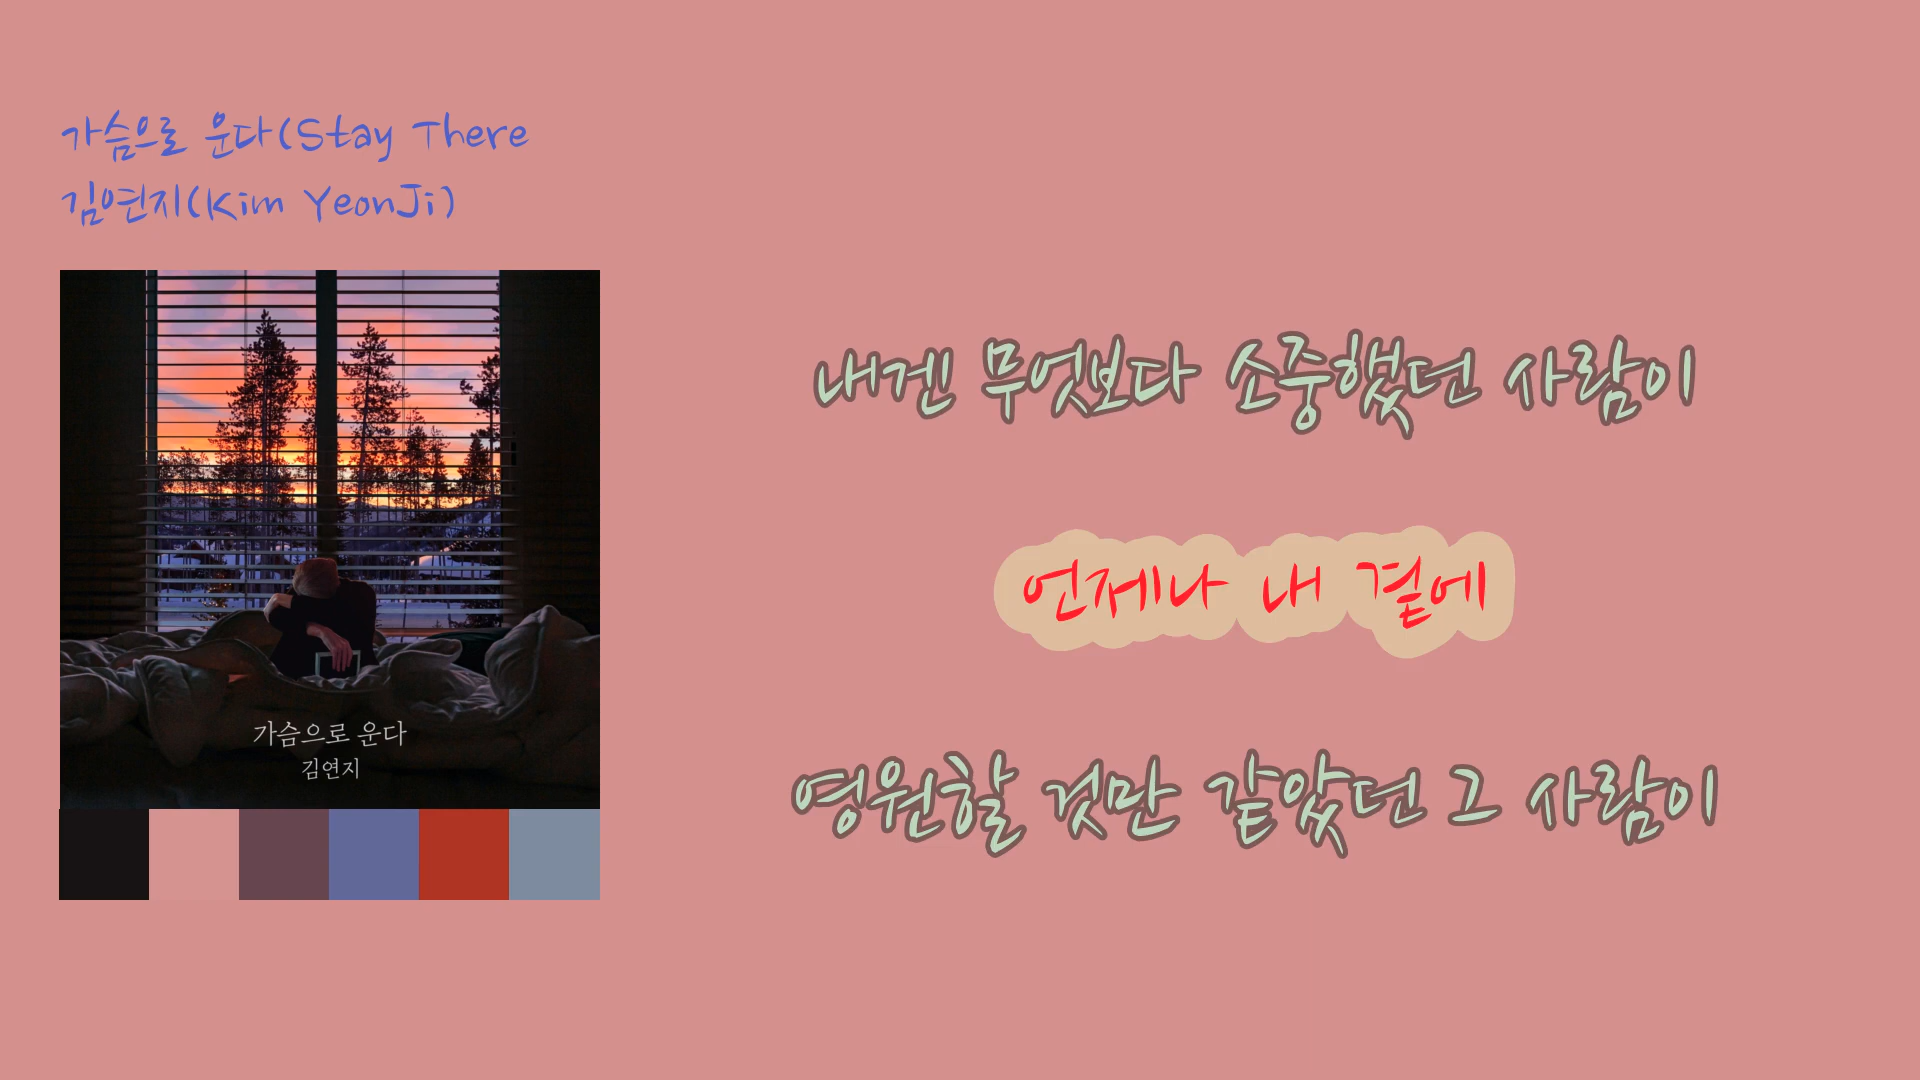 가슴으로 운다(Stay There
김연지(Kim YeonJi)
가슴으로 운다
김연지
내겐 무엇보다 소중했던 사람이
언제나 내 곁에
영원할 것만 같았던 그 사람이